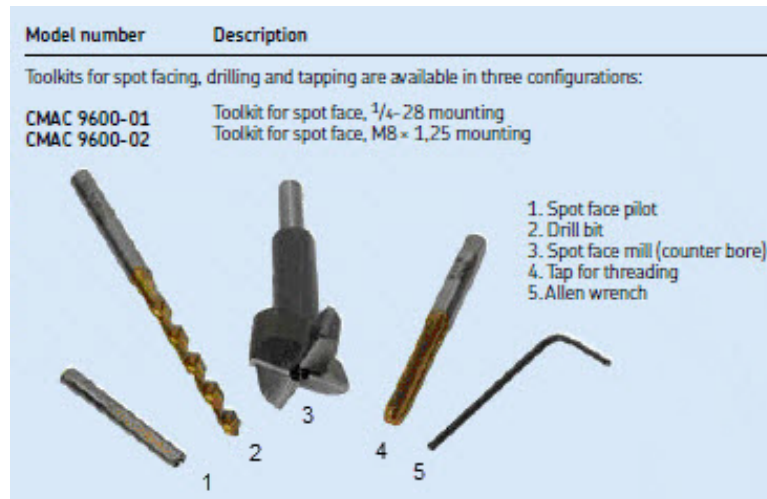 Model number Description
Toolkits for spot facing, drilling and tapping are available in three configurations:
CMAC 9600-01 Toolkit for spot face, 1/4-28 mounting
CMAC 9600-02 Toolkit for spot face, M8 × 1,25 mounting
1. Spot face pilot
2. Drill bit
3. Spot face mill (counter bore)
4. Tap for threading
5. Allen wrench
3
2
4
5
1